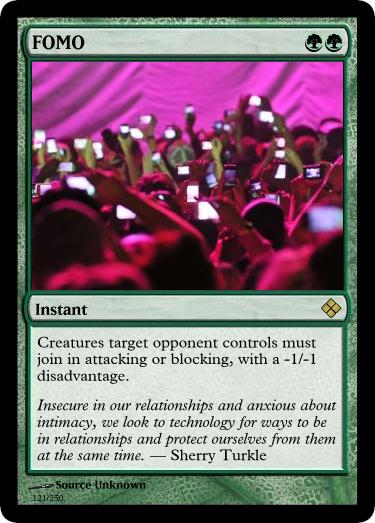 FOMO
Instant
Creatures target opponent controls must
join in attacking or blocking, with a -1/-1
disadvantage.
Insecure in our relationships and anxious about
intimacy, we look to technology for ways to be
in relationships and protect ourselves from them
at the same time. — Sherry Turkle
Source Unknown
121/250